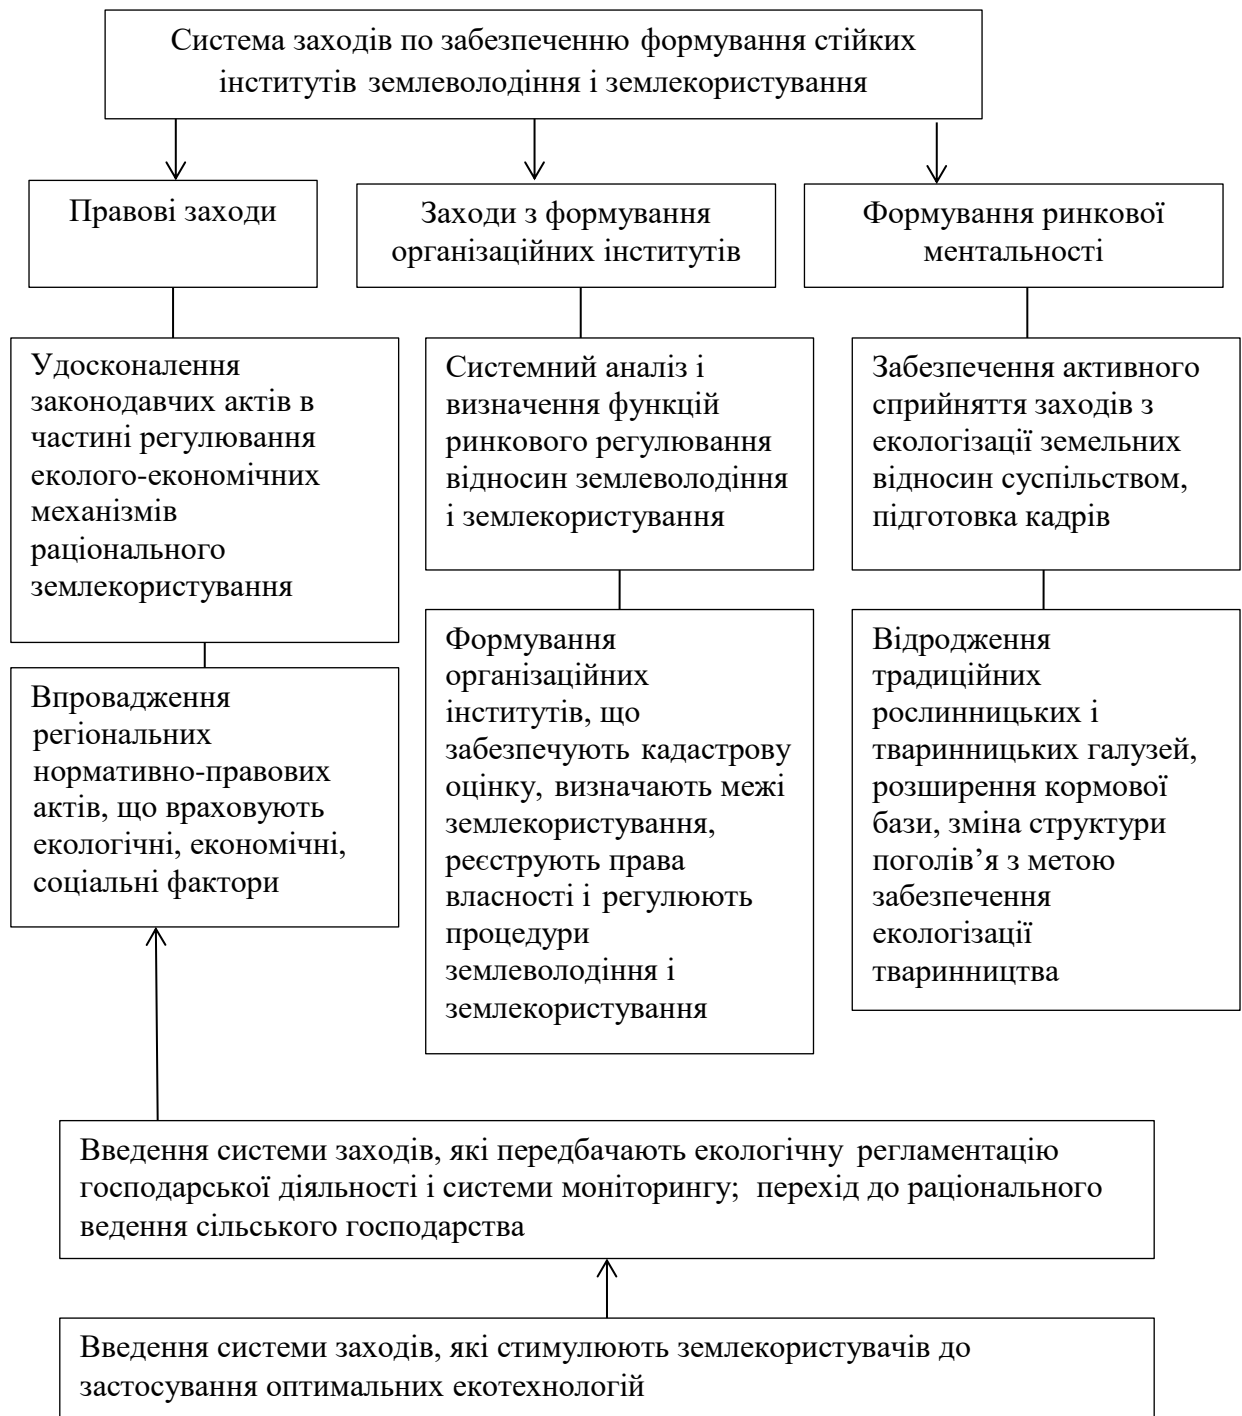 Система заходів по забезпеченню формування стійких
інститутів землеволодіння і землекористування
Правові заходи
Заходи з формування
організаційних інститутів
Формування ринкової
ментальності
Удосконалення
законодавчих актів в
частині регулювання
еколого-економічних
механізмів
раціонального
землекористування
Системний аналіз і
визначення функцій
ринкового регулювання
відносин землеволодіння
і землекористування
Забезпечення активного
сприйняття заходів з
екологізації земельних
відносин суспільством,
підготовка кадрів
Впровадження
регіональних
нормативно-правових
актів, що враховують
екологічні, економічні,
соціальні фактори
Формування
організаційних
інститутів, що
забезпечують кадастрову
оцінку, визначають межі
землекористування,
реєструють права
власності і регулюють
процедури
землеволодіння і
землекористування
Відродження
традиційних
рослинницьких і
тваринницьких галузей,
розширення кормової
бази, зміна структури
поголів’я з метою
забезпечення
екологізації
тваринництва
Введення системи заходів, які передбачають екологічну регламентацію
господарської діяльності і системи моніторингу; перехід до раціонального
ведення сільського господарства
Введення системи заходів, які стимулюють землекористувачів до
застосування оптимальних екотехнологій